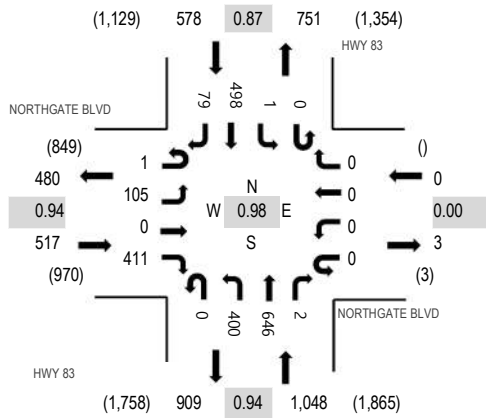 (1,129) 578 0.87 751 (1,354)
HWY 83
79 498 1 0
NORTHGATE BLVD
(849) ()
1 0
480 0
105 0
N
0.94 W 0.98 E 0.00
0 0
S
517 3
411 0
(970) (3)
0 400 646 2
NORTHGATE BLVD
HWY 83
(1,758) 909 0.94 1,048 (1,865)